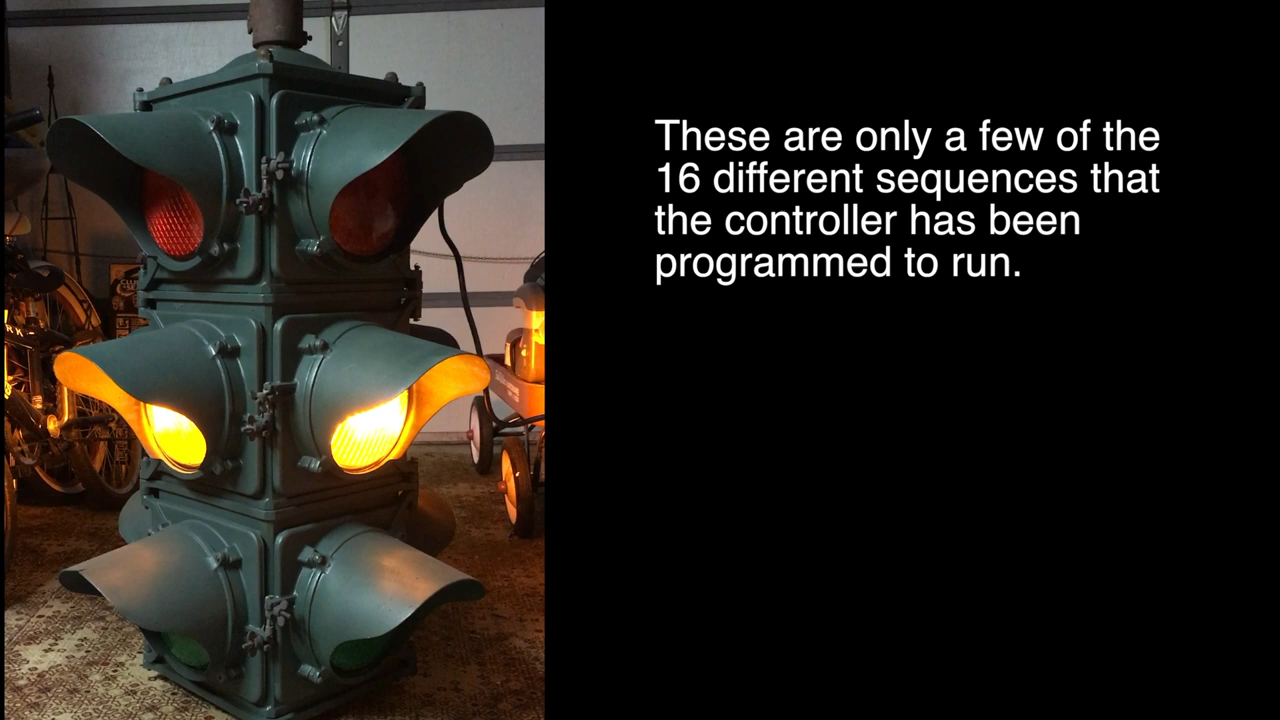 These are only a few of the
16 different sequences that
the controller has been
programmed to run.